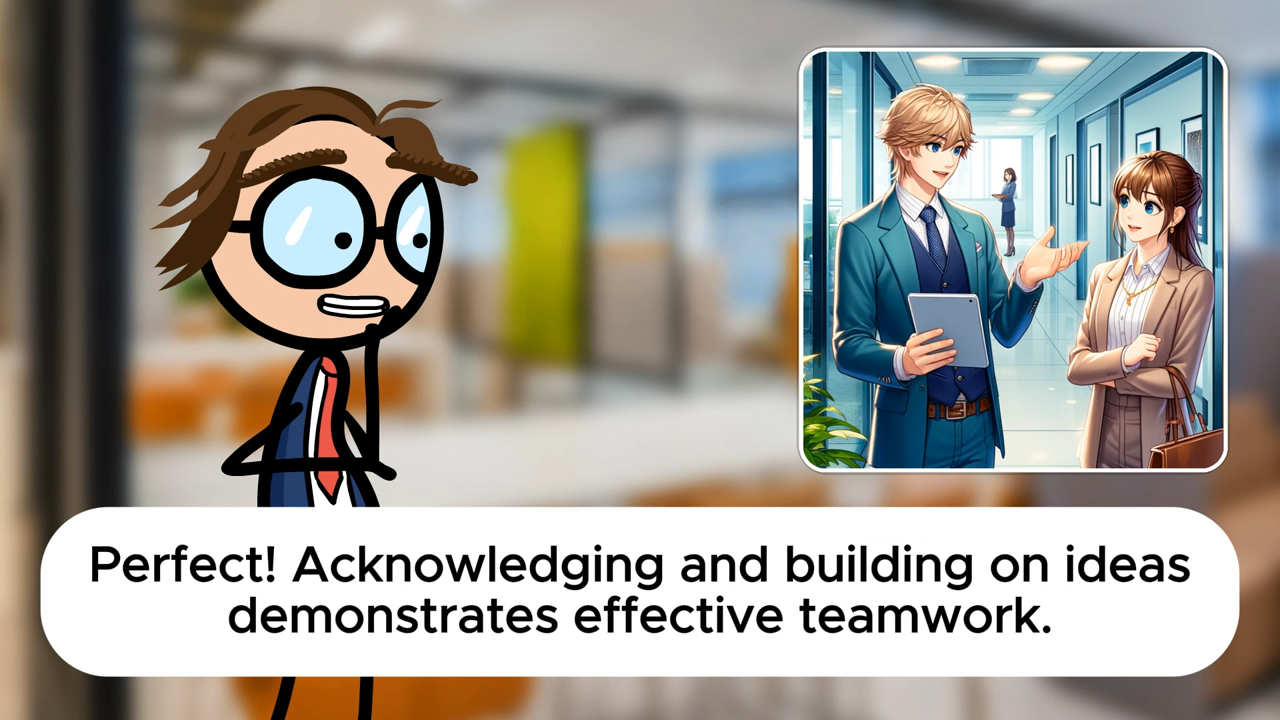 Perfect! Acknowledging and building on ideas
demonstrates effective teamwork.